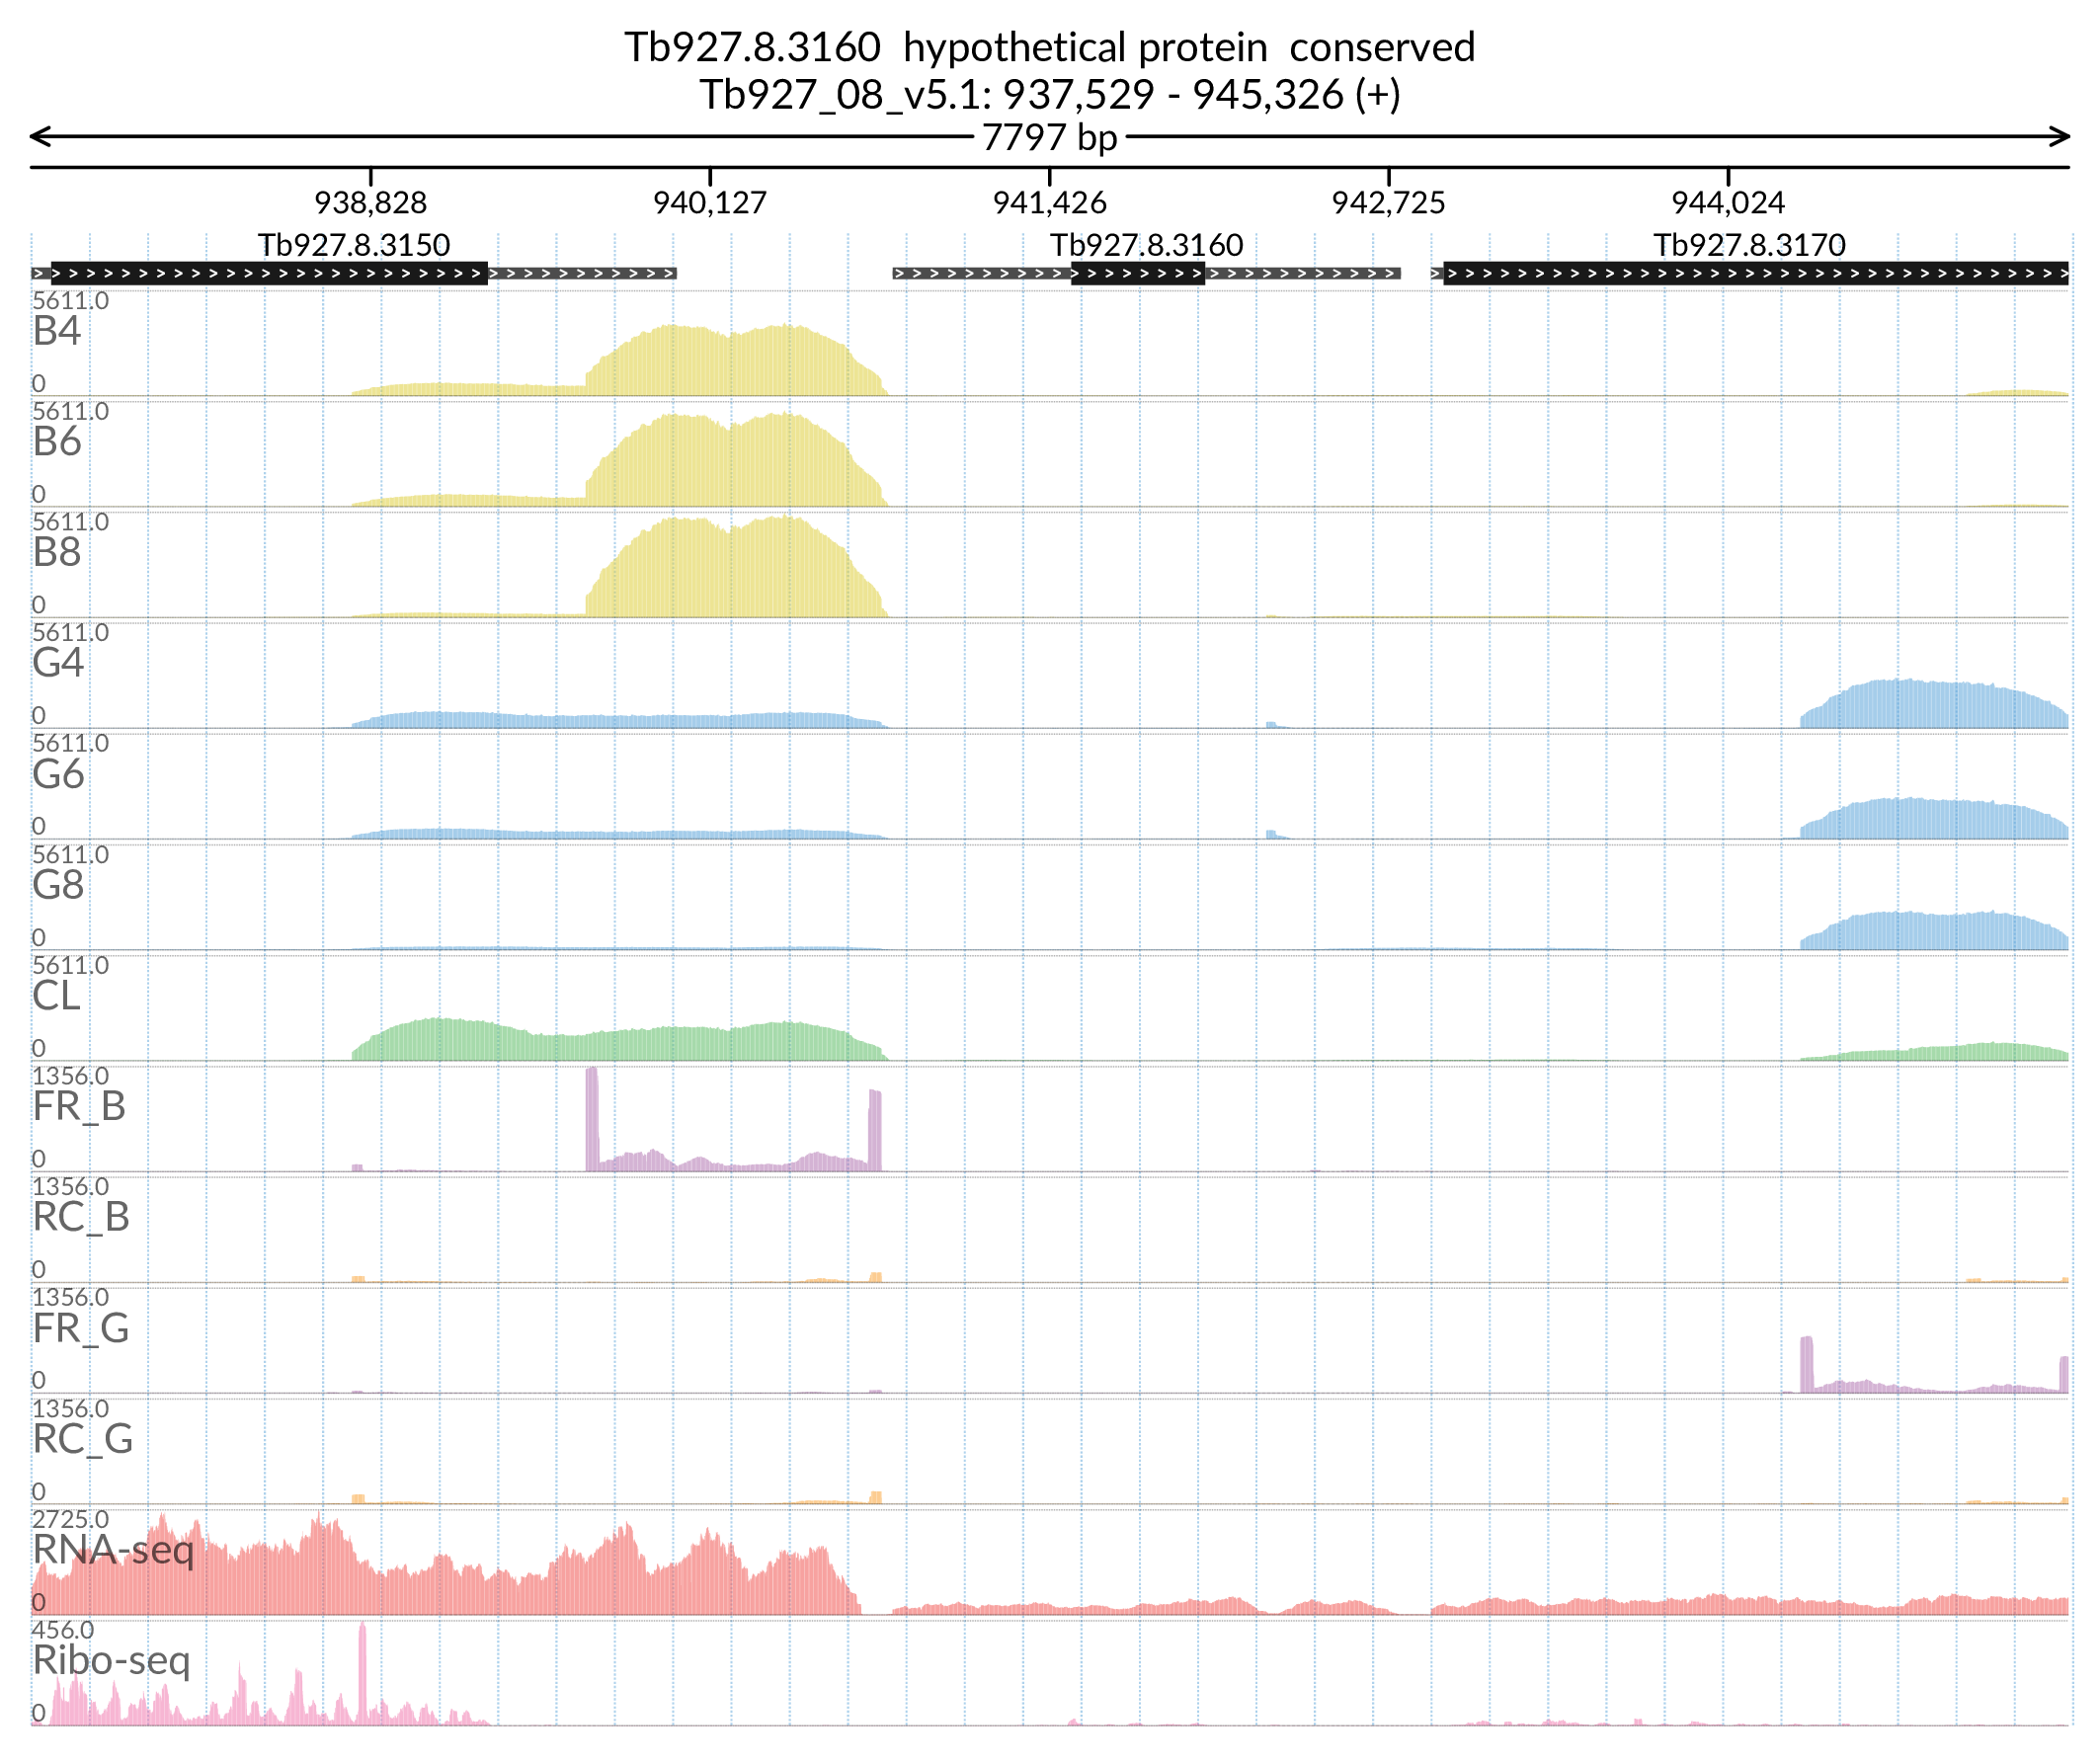 Tb927.8.3160  hypothetical protein  conserved
Tb927_08_v5.1: 937,529 - 945,326 (+)
7797 bp
938,828 940,127 941,426 942,725 944,024
Tb927.8.3150 Tb927.8.3160 Tb927.8.3170
5611.0
B4
0
5611.0
B6
0
5611.0
B8
0
5611.0
G4
0
5611.0
G6
0
5611.0
G8
0
5611.0
CL
0
1356.0
FR_B
0
1356.0
RC_B
0
1356.0
FR_G
0
1356.0
RC_G
0
2725.0
RNA-seq
0
456.0
Ribo-seq
0